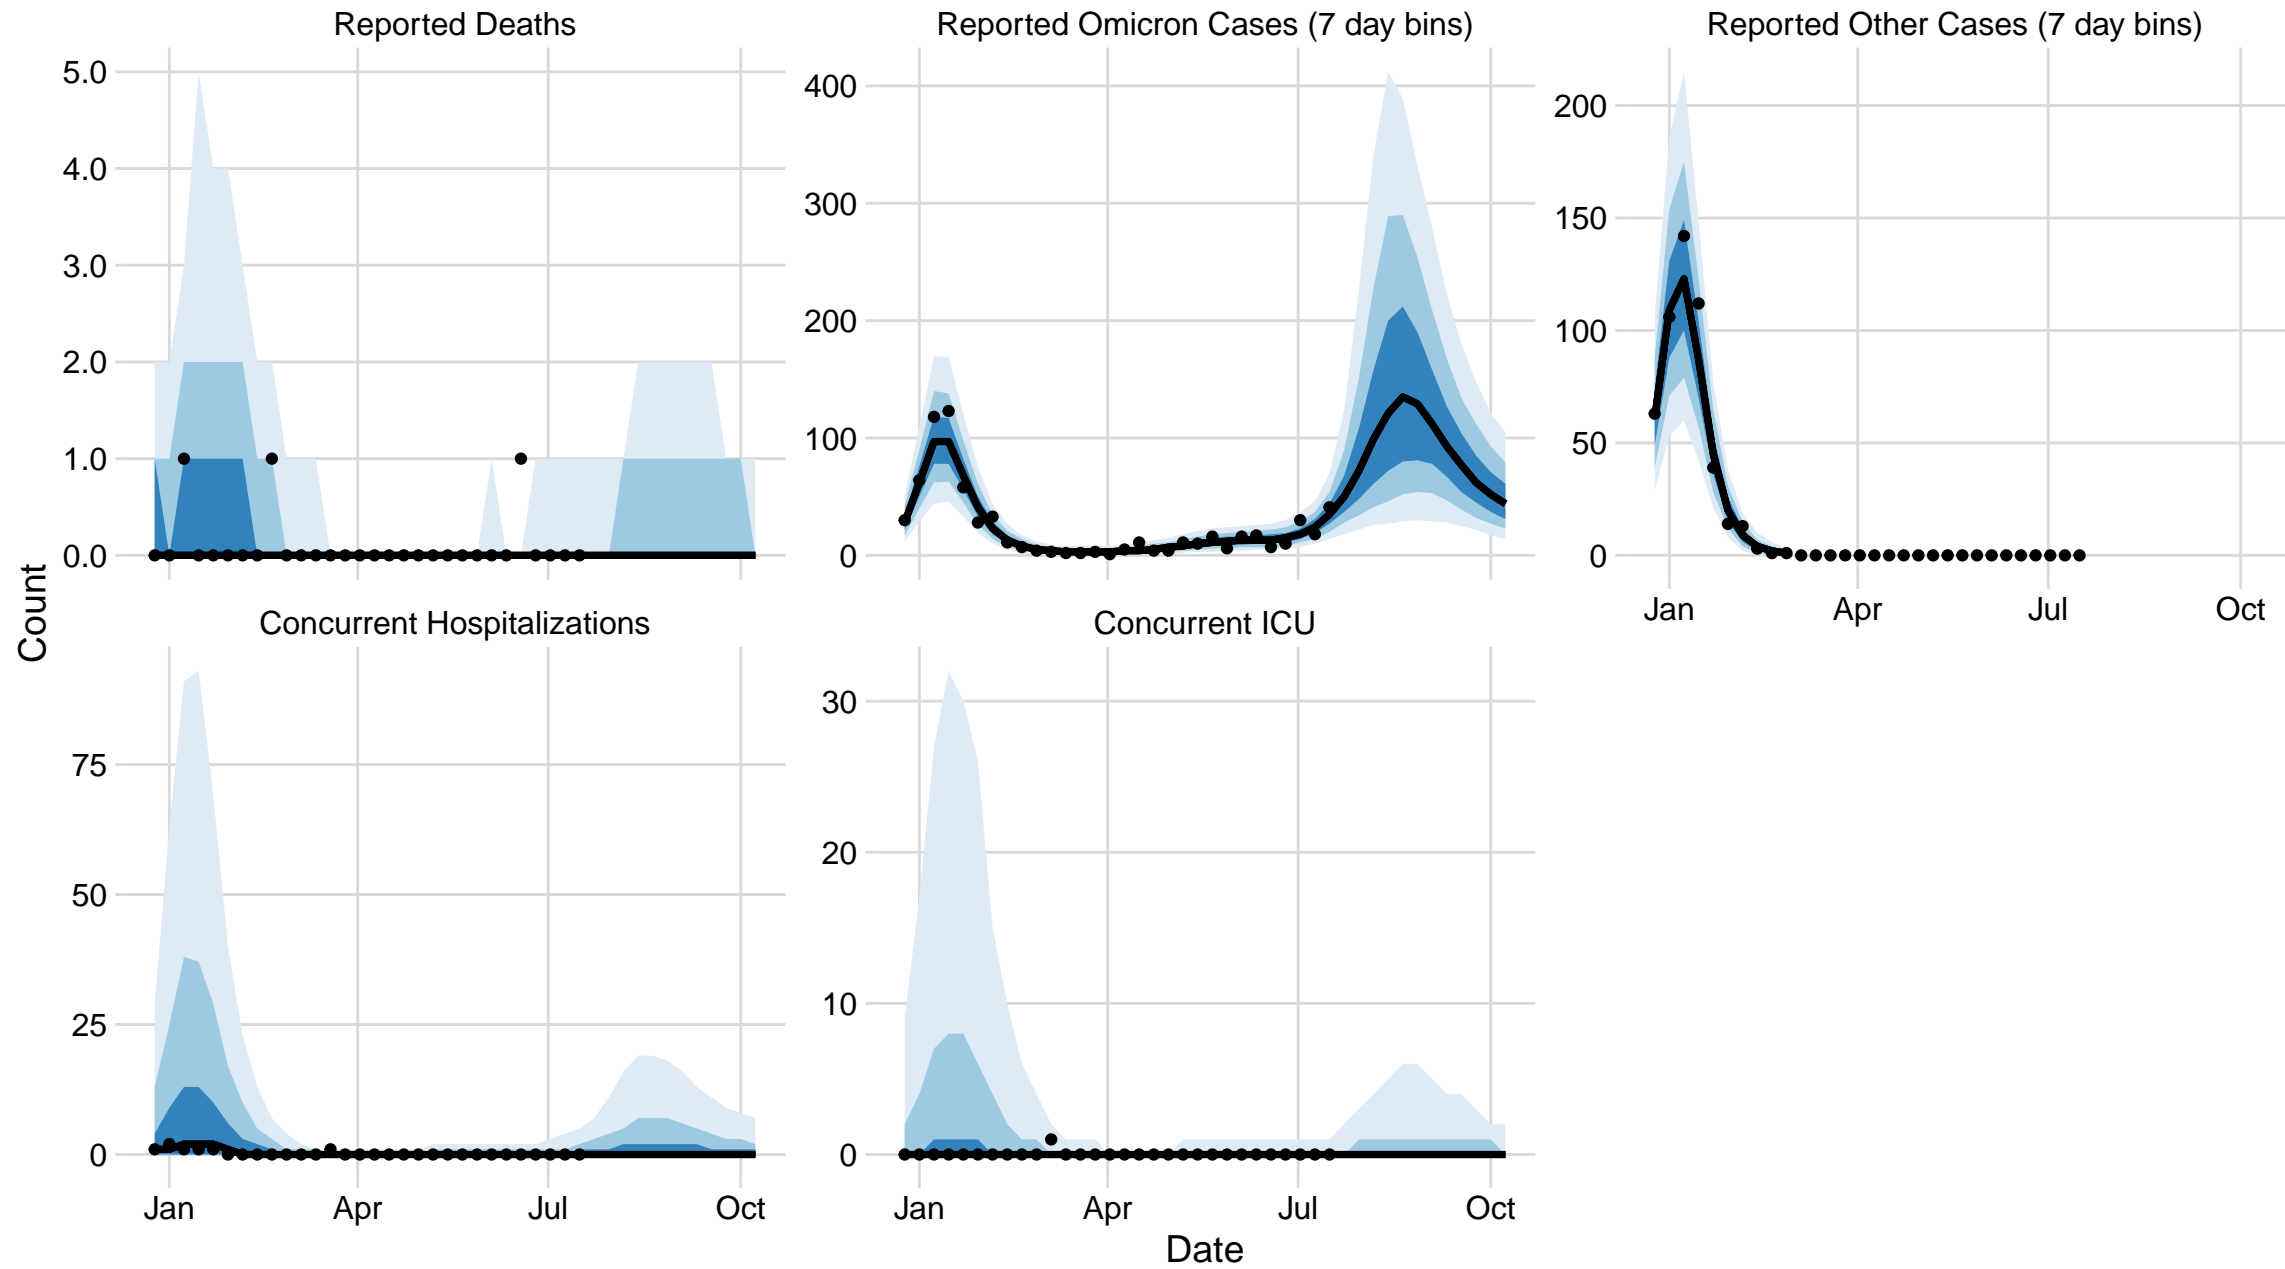 Reported Deaths
Reported Omicron Cases (7 day bins)
Reported Other Cases (7 day bins)
5.0
4.0
3.0
2.0
1.0
0.0
400
300
200
100
0
200
150
100
50
0
Jan Apr Jul Oct
Count
Concurrent Hospitalizations
Concurrent ICU
75
50
25
0
Jan Apr Jul Oct
30
20
10
0
Jan Apr Jul Oct
Date